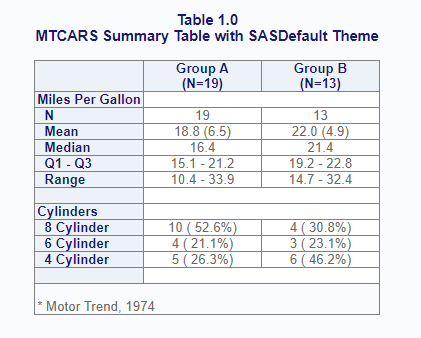 Table 1.0
MTCARS Summary Table with SASDefault Theme
Group A Group B
(N=19) (N=13)
Miles Per Gallon
N 19 13
Mean 18.8 (6.5) 22.0 (4.9)
Median 16.4 21.4
Q1 - Q3 15.1 - 21.2 19.2 - 22.8
Range 10.4 - 33.9 14.7 - 32.4
Cylinders
8 Cylinder 10 ( 52.6%) 4 ( 30.8%)
6 Cylinder 4 ( 21.1%) 3 ( 23.1%)
4 Cylinder 5 ( 26.3%) 6 ( 46.2%)
* Motor Trend, 1974